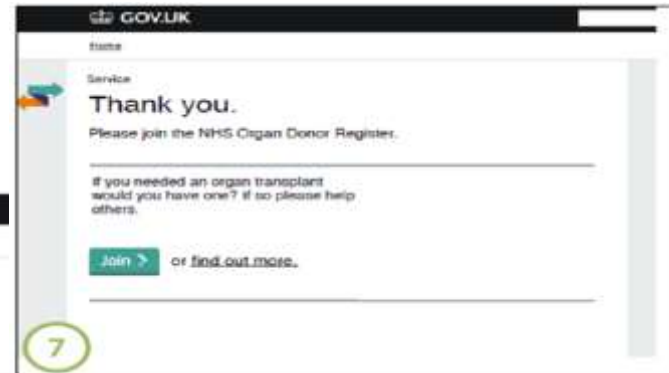 GOV.UK
home
Service
Thank you.
Please join the NHS Organ Donor Register.
If you needed an organ transplant
would you have one? If so please help
others.
Join > or find out more.
7